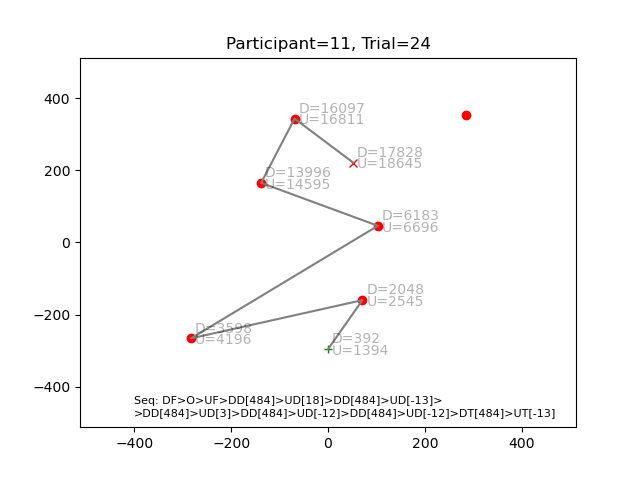 Participant=11, Trial=24
400
200
0
−200
−400
−400
−200
0
200
400
D=16097
U=16811
D=17828
U=18645
D=13996
U=14595
D=6183
U=6696
D=2048
U=2545
D=3598
U=4196
D=392
U=1394
Seq: DF>O>UF>DD[484]>UD[18]>DD[484]>UD[-13]>
>DD[484]>UD[3]>DD[484]>UD[-12]>DD[484]>UD[-12]>DT[484]>UT[-13]